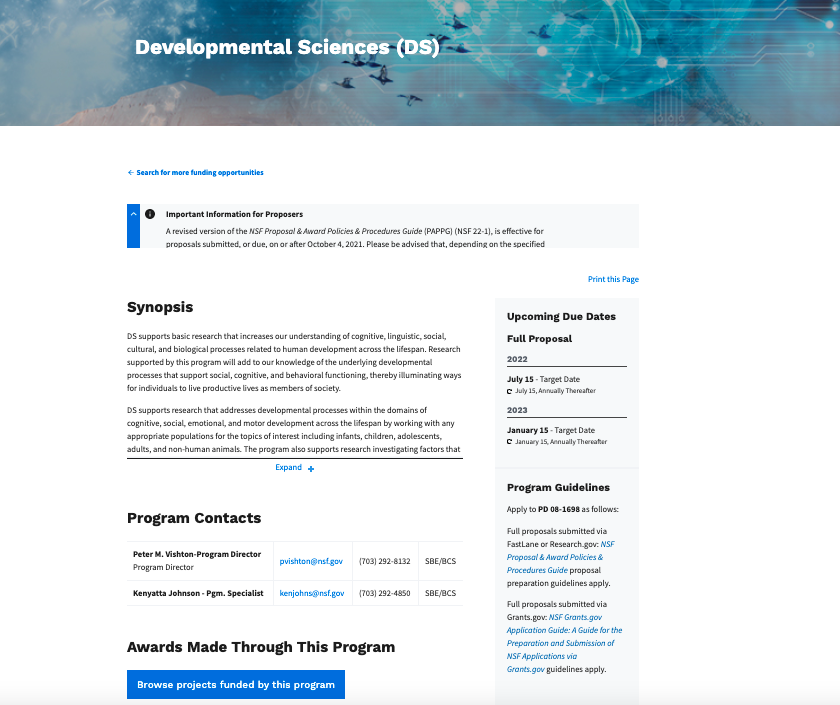 Developmental Sciences (DS)
← Search for more funding opportunities
Important Information for Proposers
A revised version of the NSF Proposal & Award Policies & Procedures Guide (PAPPG) (NSF 22-1), is effective for
proposals submitted, or due, on or after October 4, 2021. Please be advised that, depending on the specified
Print this Page
Synopsis
DS supports basic research that increases our understanding of cognitive, linguistic, social,
cultural, and biological processes related to human development across the lifespan. Research
supported by this program will add to our knowledge of the underlying developmental
processes that support social, cognitive, and behavioral functioning, thereby illuminating ways
for individuals to live productive lives as members of society.
DS supports research that addresses developmental processes within the domains of
cognitive, social, emotional, and motor development across the lifespan by working with any
appropriate populations for the topics of interest including infants, children, adolescents,
adults, and non-human animals. The program also supports research investigating factors that
Expand +
Program Contacts
Peter M. Vishton-Program Director
Program Director
pvishton@nsf.gov
(703) 292-8132
SBE/BCS
Kenyatta Johnson - Pgm. Specialist
kenjohns@nsf.gov
(703) 292-4850
SBE/BCS
Awards Made Through This Program
Browse projects funded by this program
Upcoming Due Dates
Full Proposal
2022
July 15 - Target Date
July 15, Annually Thereafter
2023
January 15 - Target Date
January 15, Annually Thereafter
Program Guidelines
Apply to PD 08-1698 as follows:
Full proposals submitted via
FastLane or Research.gov: NSF
Proposal & Award Policies &
Procedures Guide proposal
preparation guidelines apply.
Full proposals submitted via
Grants.gov: NSF Grants.gov
Application Guide: A Guide for the
Preparation and Submission of
NSF Applications via
Grants.gov guidelines apply.